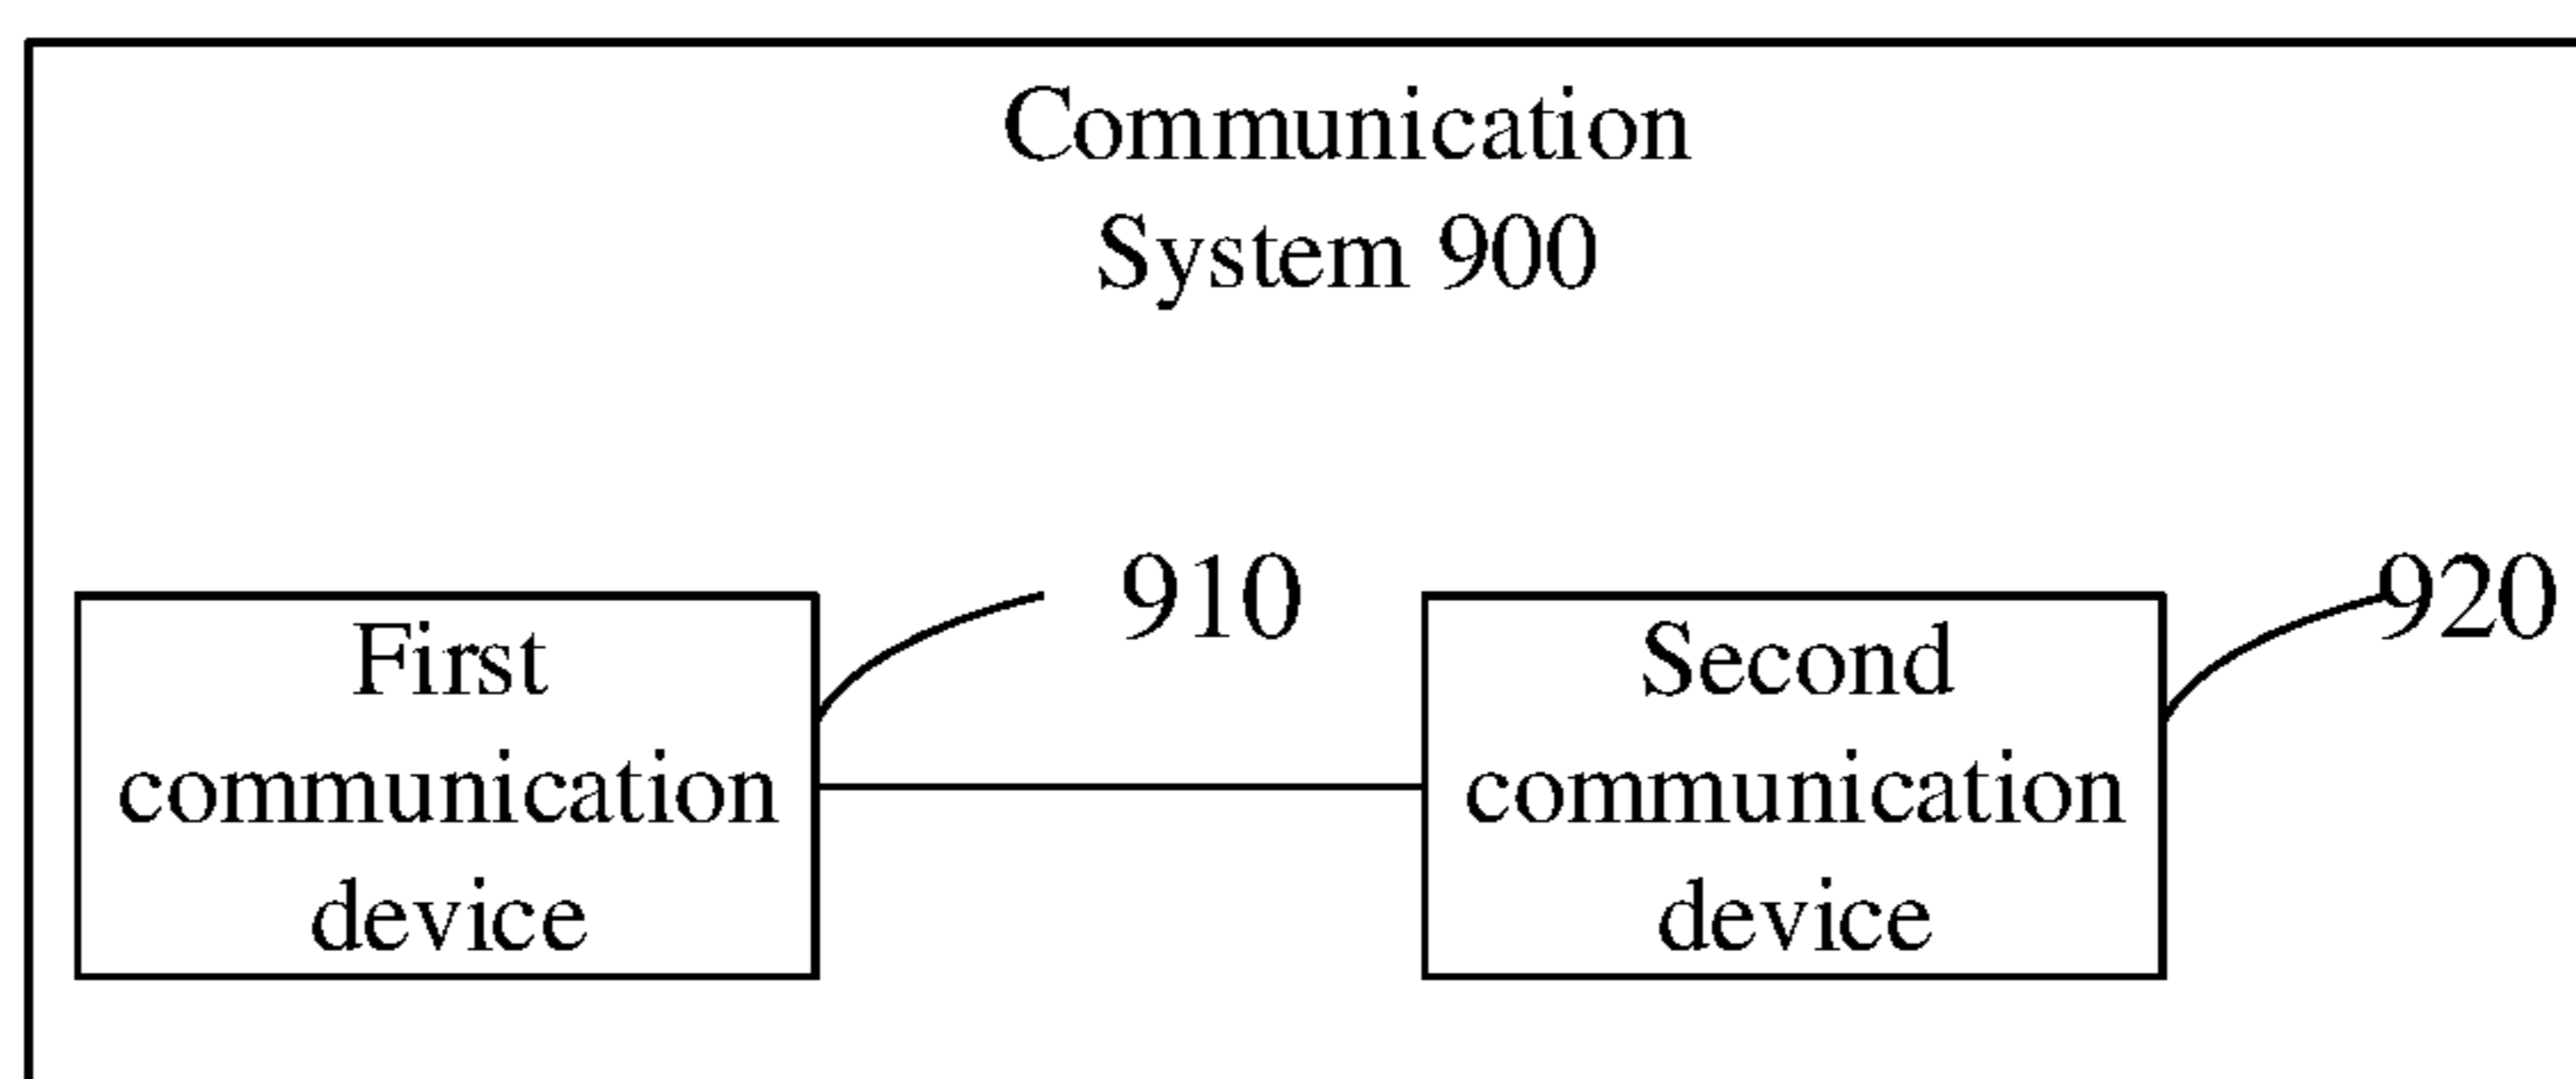 Communication
System 900
910
920
First
communication
device
Second
communication
device